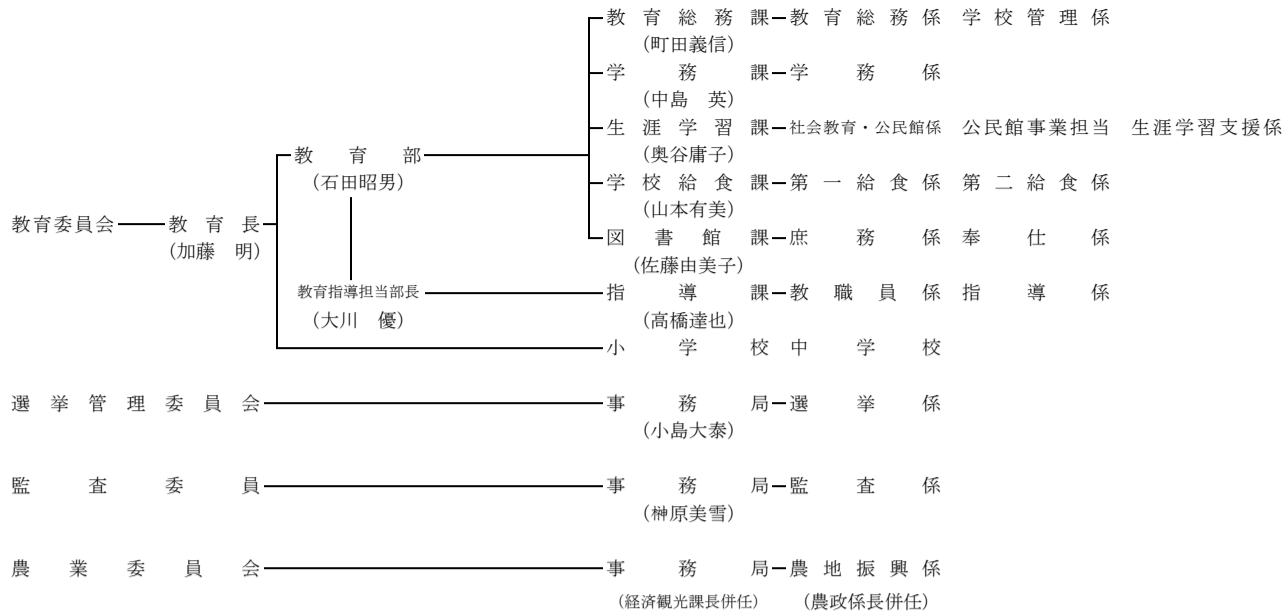 教育総務課 教育総務係 学校管理係
(町田義信)
学務課 学務係
(中島 英)
生涯学習課 社会教育・公民館係 公民館事業担当 生涯学習支援係
教育部
(奥谷庸子)
(石田昭男)
学校給食課 第一給食係 第二給食係
(山本有美)
教育委員会 教育長
(加藤 明)
図書館課 庶務係 奉仕係
(佐藤由美子)
教育指導担当部長 指導課 教職員係 指導係
(大川 優) (高橋達也)
小学校 中学校
選挙管理委員会 事務局 選挙係
(小島大泰)
監査委員 事務局 監査係
(榊原美雪)
農業委員会 事務局 農地振興係
(経済観光課長併任) (農政係長併任)